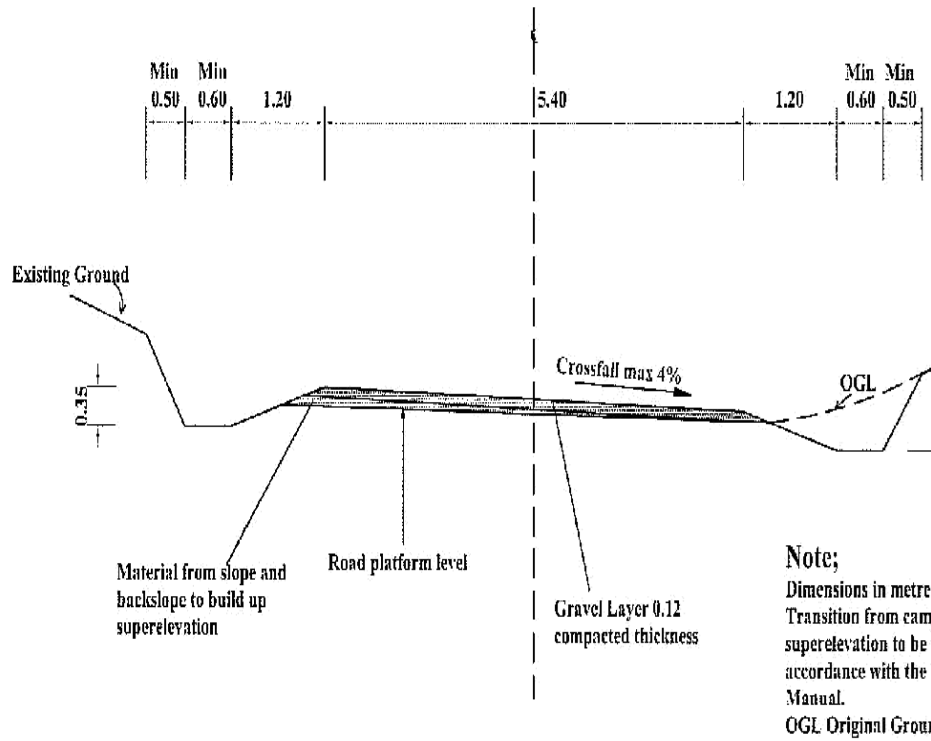 ℄
Min Min Min Min
0.50 0.60 1.20 5.40 1.20 0.60 0.50
Existing Ground
Crossfall max 4%
OGL
0.35
Material from slope and
backslope to build up
superelevation
Road platform level
Gravel Layer 0.12
compacted thickness
Note;
Dimensions in metre
Transition from cam
superelevation to be
accordance with the
Manual.
OGL Original Groun